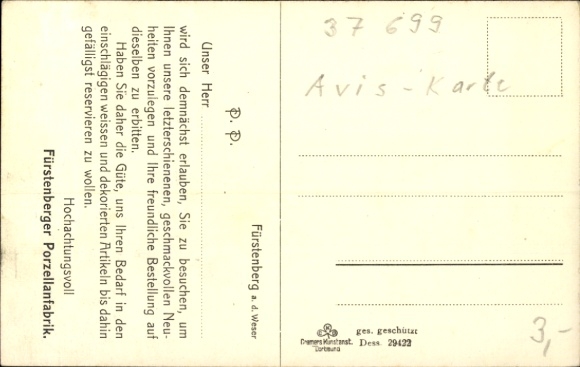 Fürstenberg a. d. Weser
P. P.
Unser Herr
wird sich demnächst erlauben, Sie zu besuchen, um
Ihnen unsere letzterschienenen, geschmackvollen Neu-
heiten vorzulegen und Ihre freundliche Bestellung auf
dieselben zu erbitten.
Haben Sie daher die Güte, uns Ihren Bedarf in den
einschlägigen weissen und dekorierten Artikeln bis dahin
gefälligst reservieren zu wollen.
Hochachtungsvoll
Fürstenberger Porzellanfabrik.
37 699
Avis-Karte
ges. geschützt
Cramers Kunstanst.
Dortmund
Dess. 29422
3,-